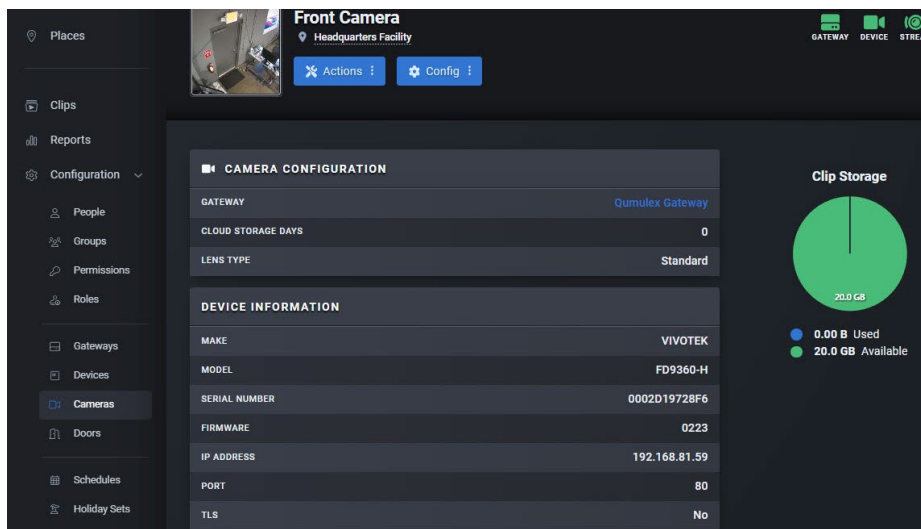 Places
Clips
Reports
Configuration
People
Groups
Permissions
Roles
Gateways
Devices
Cameras
Doors
Schedules
Holiday Sets
Front Camera
Headquarters Facility
Actions
Config
GATEWAY DEVICE STREA
CAMERA CONFIGURATION
GATEWAY Qumulex Gateway
CLOUD STORAGE DAYS 0
LENS TYPE Standard
DEVICE INFORMATION
MAKE VIVOTEK
MODEL FD9360-H
SERIAL NUMBER 0002D19728F6
FIRMWARE 0223
IP ADDRESS 192.168.81.59
PORT 80
TLS No
Clip Storage
20.0 GB
0.00 B Used
20.0 GB Available